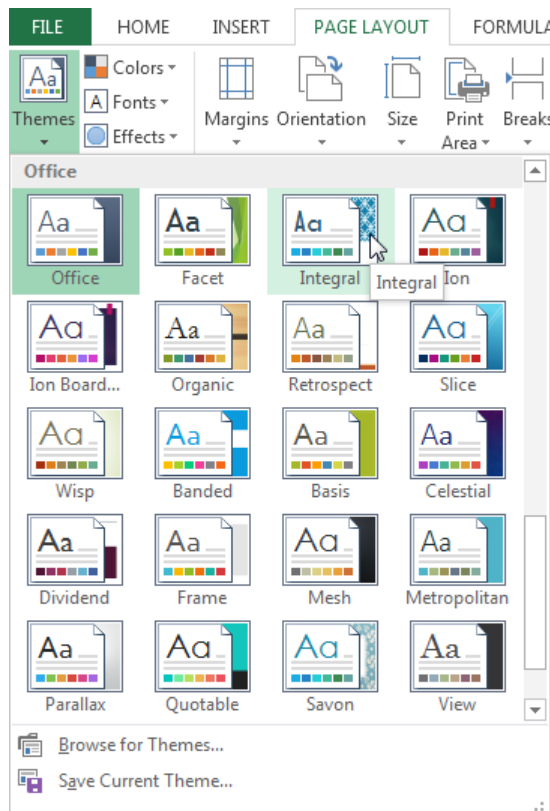 FILE HOME INSERT PAGE LAYOUT FORMULA
Aa Colors
A Fonts
Themes Effects
Margins Orientation Size Print Area Breaks
Office
Aa Aa Aa Aa
Office Facet Integral Ion
Integral
Aa Aa Aa Aa
Ion Board... Organic Retrospect Slice
Aa Aa Aa Aa
Wisp Banded Basis Celestial
Aa Aa Aa Aa
Dividend Frame Mesh Metropolitan
Aa Aa Aa Aa
Parallax Quotable Savon View
Browse for Themes...
Save Current Theme...